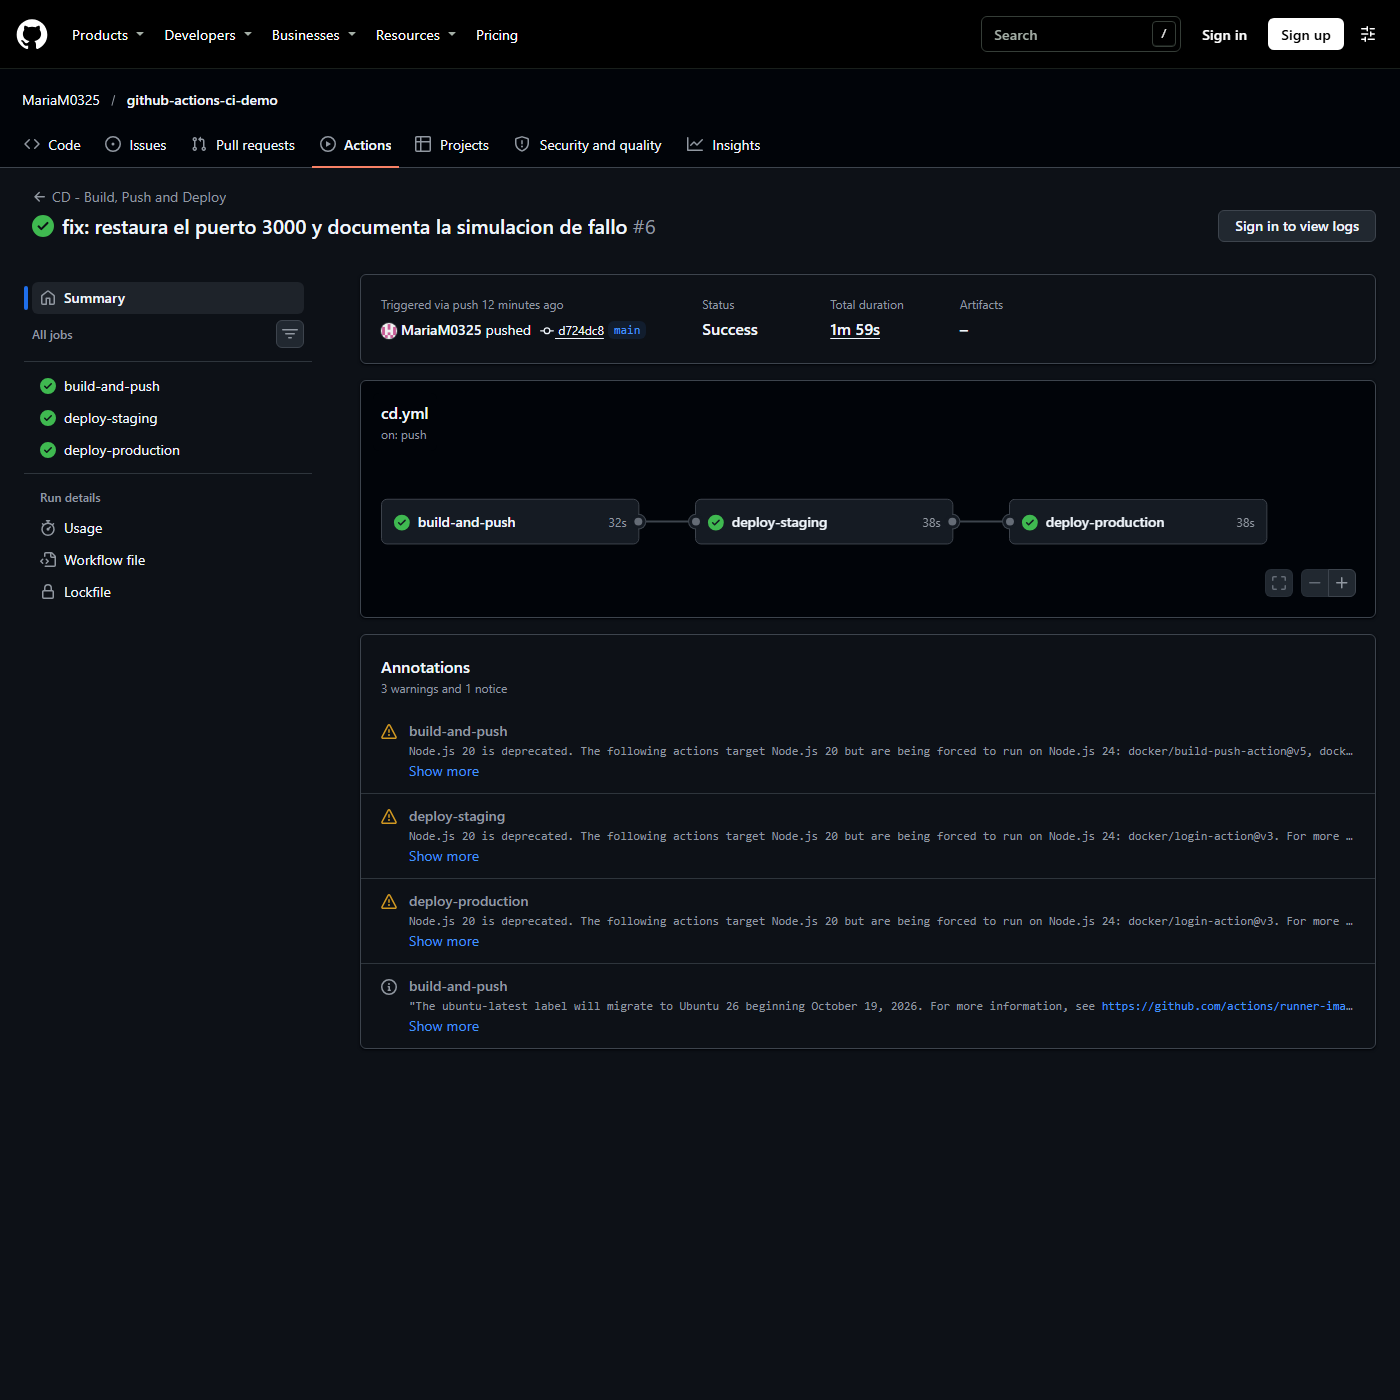 Products Developers Businesses Resources Pricing Search / Sign in Sign up
MariaM0325 / github-actions-ci-demo
Code Issues Pull requests Actions Projects Security and quality Insights
← CD - Build, Push and Deploy
fix: restaura el puerto 3000 y documenta la simulacion de fallo #6
Sign in to view logs
Summary
All jobs
build-and-push
deploy-staging
deploy-production
Run details
Usage
Workflow file
Lockfile
Triggered via push 12 minutes ago
MariaM0325 pushed d724dc8 main
Status
Success
Total duration
1m 59s
Artifacts
–
cd.yml
on: push
build-and-push 32s
deploy-staging 38s
deploy-production 38s
Annotations
3 warnings and 1 notice
build-and-push
Node.js 20 is deprecated. The following actions target Node.js 20 but are being forced to run on Node.js 24: docker/build-push-action@v5, dock…
Show more
deploy-staging
Node.js 20 is deprecated. The following actions target Node.js 20 but are being forced to run on Node.js 24: docker/login-action@v3. For more …
Show more
deploy-production
Node.js 20 is deprecated. The following actions target Node.js 20 but are being forced to run on Node.js 24: docker/login-action@v3. For more …
Show more
build-and-push
"The ubuntu-latest label will migrate to Ubuntu 26 beginning October 19, 2026. For more information, see https://github.com/actions/runner-ima…
Show more